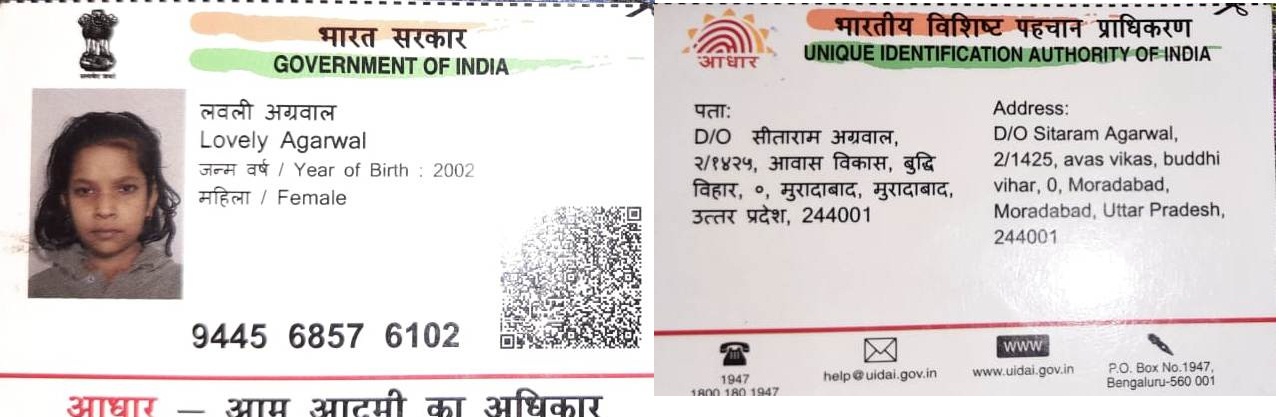 भारत सरकार
GOVERNMENT OF INDIA
लवली अग्रवाल
Lovely Agarwal
जन्म वर्ष / Year of Birth : 2002
महिला / Female
9445 6857 6102
आधार — आम आदमी का अधिकार
भारतीय विशिष्ट पहचान प्राधिकरण
UNIQUE IDENTIFICATION AUTHORITY OF INDIA
आधार
पता:
D/O सीताराम अग्रवाल,
२/१४२५, आवास विकास, बुद्धि
विहार, ०, मुरादाबाद, मुरादाबाद,
उत्तर प्रदेश, 244001
Address:
D/O Sitaram Agarwal,
2/1425, avas vikas, buddhi
vihar, 0, Moradabad,
Moradabad, Uttar Pradesh,
244001
1947
1800 180 1947
help@uidai.gov.in
www
www.uidai.gov.in
P.O. Box No.1947,
Bengaluru-560 001